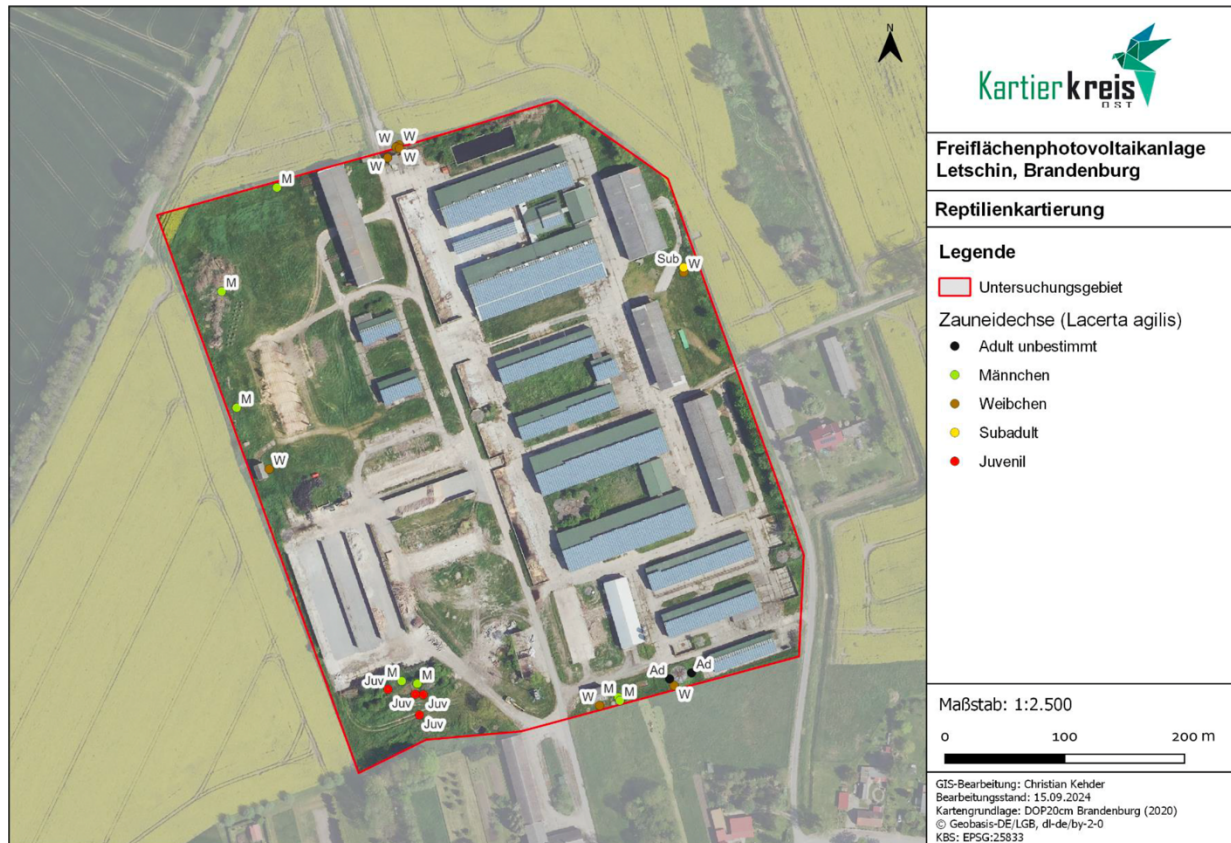 N
W
W
W
W
M
M
Sub
W
M
W
Ad
Ad
M
M
Juv
Juv
Juv
Juv
M
M
W
W
Kartierkreis
OST
Freiflächenphotovoltaikanlage
Letschin, Brandenburg
Reptilienkartierung
Legende
Untersuchungsgebiet
Zauneidechse (Lacerta agilis)
Adult unbestimmt
Männchen
Weibchen
Subadult
Juvenil
Maßstab: 1:2.500
0 100 200 m
GIS-Bearbeitung: Christian Kehder
Bearbeitungsstand: 15.09.2024
Kartengrundlage: DOP20cm Brandenburg (2020)
© Geobasis-DE/LGB, dl-de/by-2-0
KBS: EPSG:25833